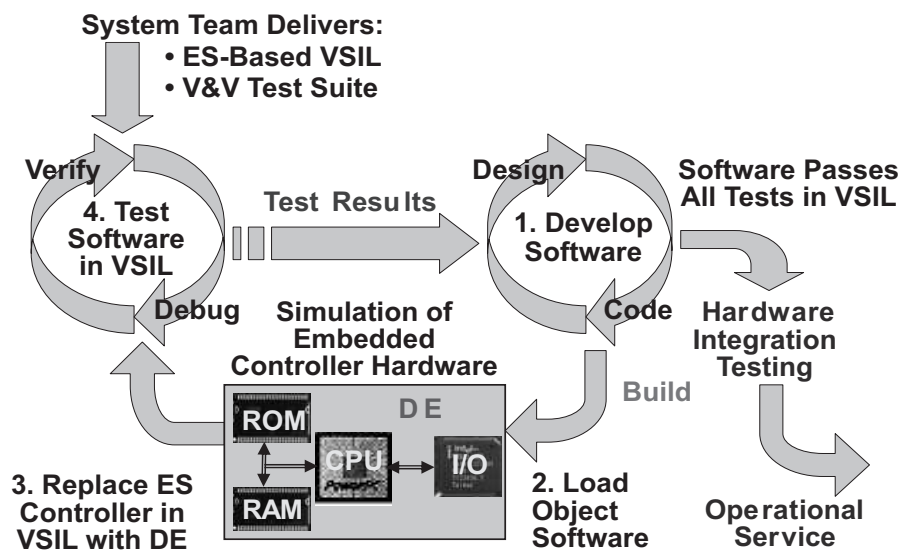 System Team Delivers:
• ES-Based VSIL
• V&V Test Suite
Verify
4. Test
Software
in VSIL
Debug
Test Results
Design
1. Develop
Software
Code
Software Passes
All Tests in VSIL
Hardware
Integration
Testing
Operational
Service
Build
2. Load
Object
Software
Simulation of
Embedded
Controller Hardware
DE
ROM
RAM
CPU
PowerPC
I/O
3. Replace ES
Controller in
VSIL with DE